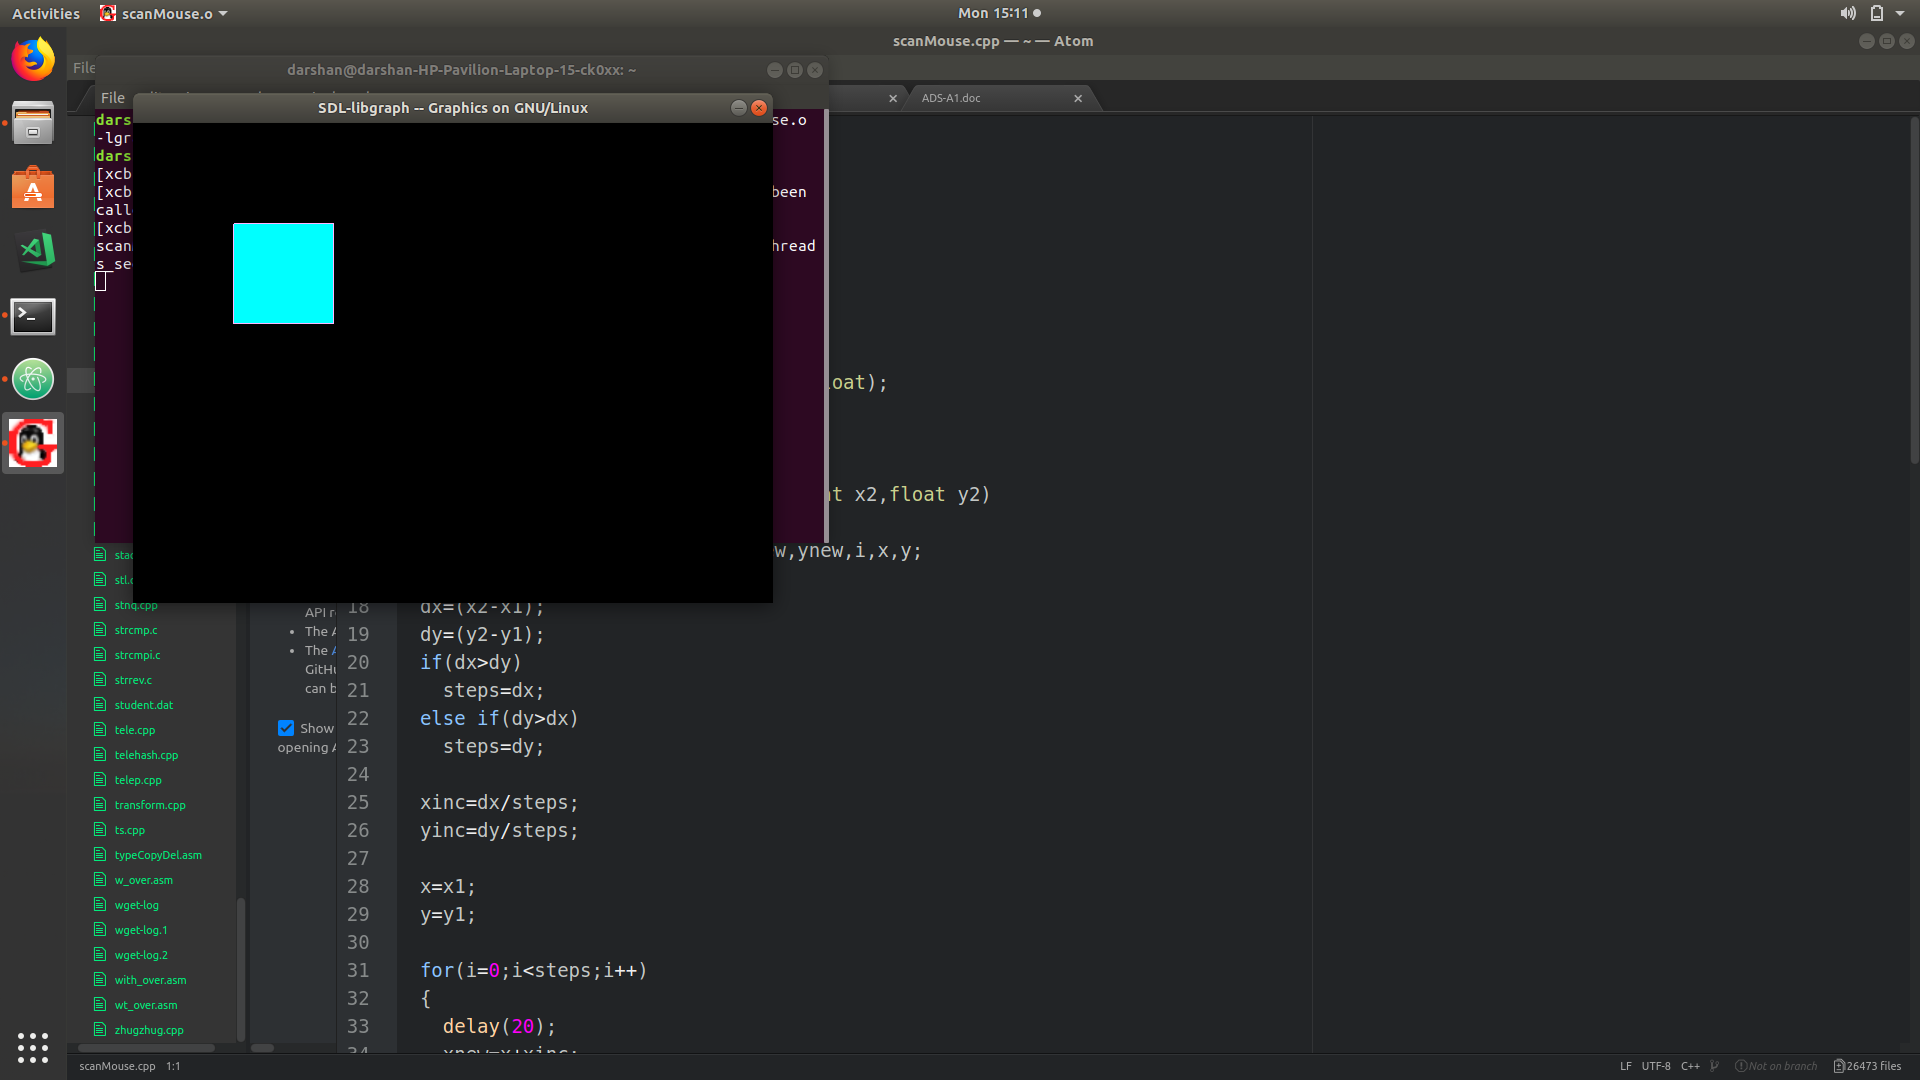 Activities
scanMouse.o
Mon 15:11
scanMouse.cpp — ~ — Atom
File
darshan@darshan-HP-Pavilion-Laptop-15-ck0xx: ~
File
SDL-libgraph -- Graphics on GNU/Linux
ADS-A1.doc
dars
se.o
-lgr
dars
[xcb
[xcb
been
call
[xcb
scan
hread
s_se
oat);
x2,float y2)
w,ynew,i,x,y;
stl.c
stnq.cpp
strcmp.c
strcmpi.c
strrev.c
student.dat
tele.cpp
telehash.cpp
telep.cpp
transform.cpp
ts.cpp
typeCopyDel.asm
w_over.asm
wget-log
wget-log.1
wget-log.2
with_over.asm
wt_over.asm
zhugzhug.cpp
API r
The A
The A
GitHu
can b
Show
opening A
18 dx=(x2-x1);
19 dy=(y2-y1);
20 if(dx>dy)
21 steps=dx;
22 else if(dy>dx)
23 steps=dy;
24
25 xinc=dx/steps;
26 yinc=dy/steps;
27
28 x=x1;
29 y=y1;
30
31 for(i=0;i<steps;i++)
32 {
33 delay(20);
34 xnew=x+xinc;
scanMouse.cpp 1:1
LF UTF-8 C++ Not on branch 26473 files